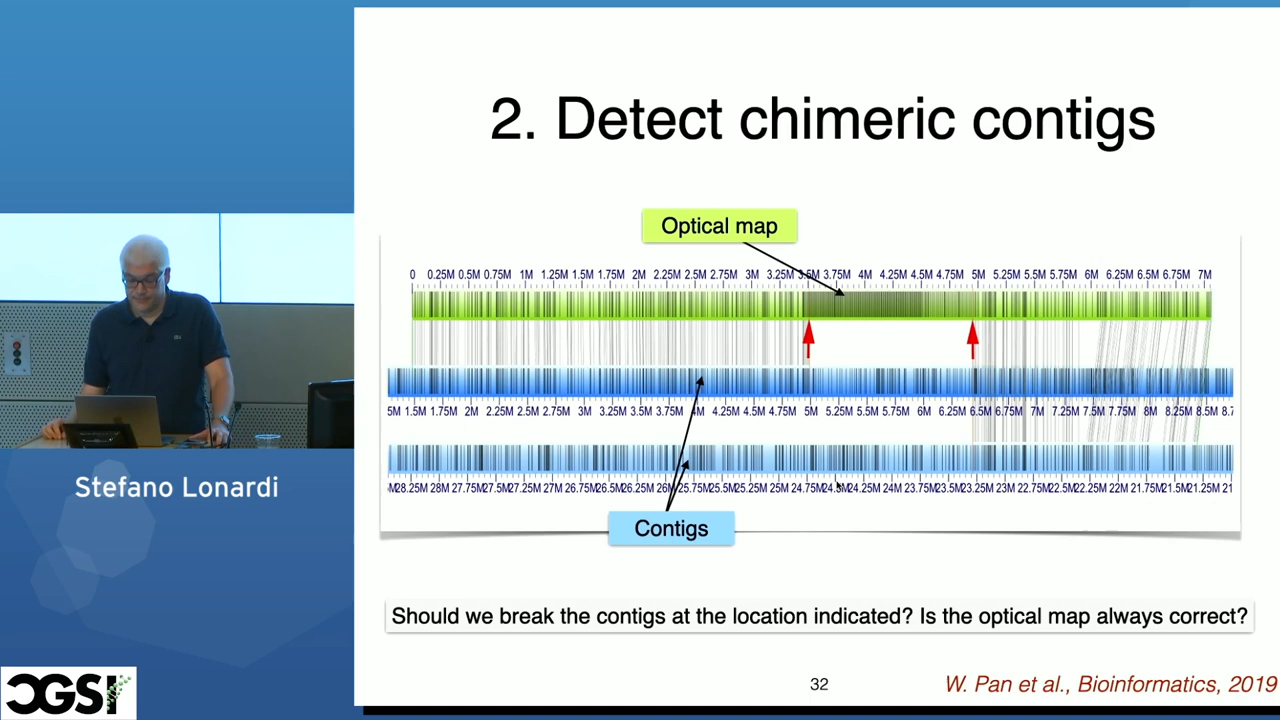 2. Detect chimeric contigs
Optical map
0 0.25M 0.5M 0.75M 1M 1.25M 1.5M 1.75M 2M 2.25M 2.5M 2.75M 3M 3.25M 3.5M 3.75M 4M 4.25M 4.5M 4.75M 5M 5.25M 5.5M 5.75M 6M 6.25M 6.5M 6.75M 7M
5M 1.5M 1.75M 2M 2.25M 2.5M 2.75M 3M 3.25M 3.5M 3.75M 4M 4.25M 4.5M 4.75M 5M 5.25M 5.5M 5.75M 6M 6.25M 6.5M 6.75M 7M 7.25M 7.5M 7.75M 8M 8.25M 8.5M 8.7
28.25M 28M 27.75M 27.5M 27.25M 27M 26.75M 26.5M 26.25M 26M 25.75M 25.5M 25.25M 25M 24.75M 24.5M 24.25M 24M 23.75M 23.5M 23.25M 23M 22.75M 22.5M 22.25M 22M 21.75M 21.5M 21.25M 21
Contigs
Should we break the contigs at the location indicated? Is the optical map always correct?
32
W. Pan et al., Bioinformatics, 2019
Stefano Lonardi
CGSI